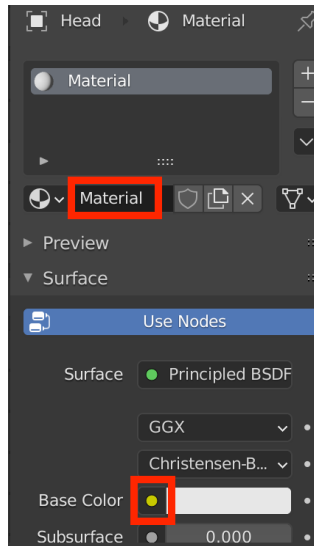 Head Material
Material
Material
Preview
Surface
Use Nodes
Surface Principled BSDF
GGX
Christensen-B...
Base Color
Subsurface 0.000